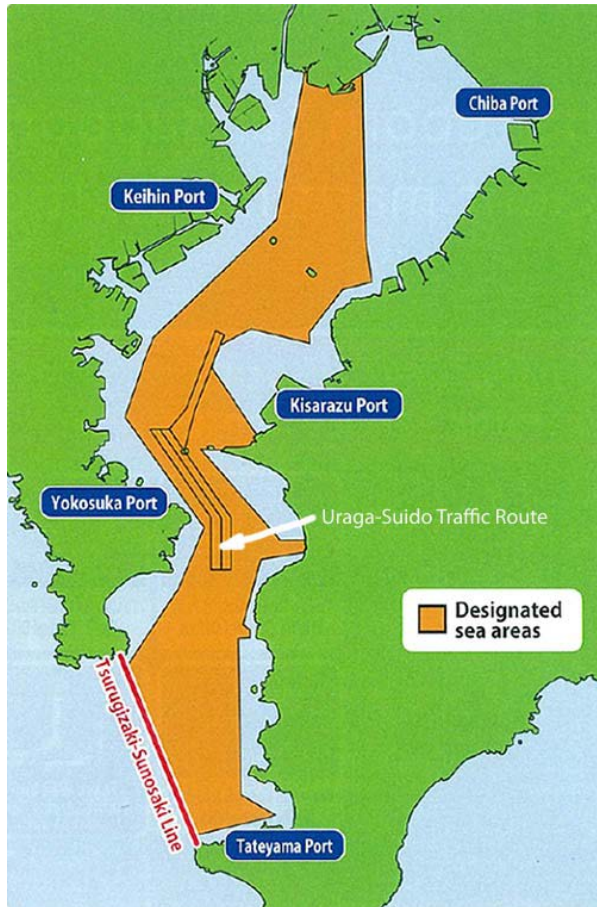 Chiba Port
Keihin Port
Kisarazu Port
Yokosuka Port
Uraga-Suido Traffic Route
Designated
sea areas
Tsurugizaki-Sunosaki Line
Tateyama Port